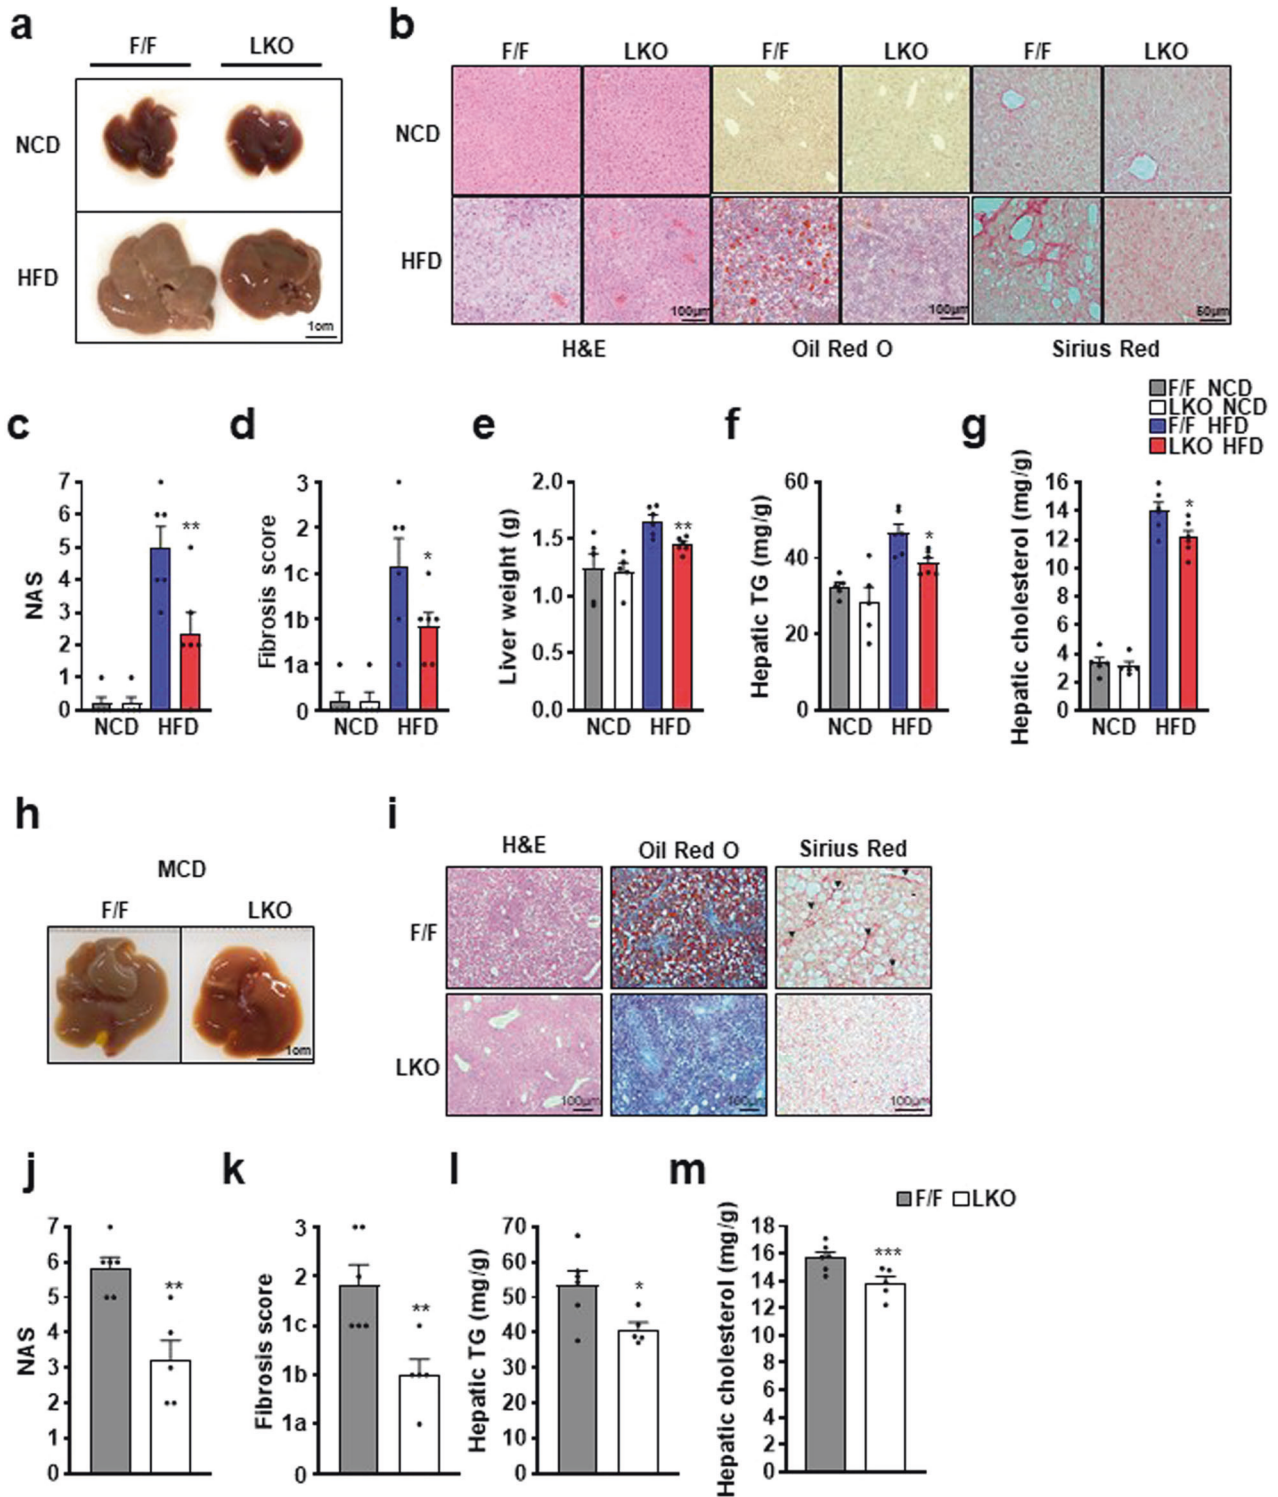 a
F/F LKO
NCD
HFD
1cm
b
F/F LKO F/F LKO F/F LKO
NCD
HFD
100µm 100µm 50µm
H&E Oil Red O Sirius Red
F/F NCD
LKO NCD
F/F HFD
LKO HFD
c
NAS
7
6
5
4
3
2
1
0
**
NCD HFD
d
Fibrosis score
3
2
1c
1b
1a
0
*
NCD HFD
e
Liver weight (g)
2.0
1.5
1.0
0.5
0.0
**
NCD HFD
f
Hepatic TG (mg/g)
60
40
20
0
*
NCD HFD
g
Hepatic cholesterol (mg/g)
16
14
12
10
8
6
4
2
0
*
NCD HFD
h
MCD
F/F LKO
1cm
i
H&E Oil Red O Sirius Red
F/F
LKO
100µm 100µm 100µm
j
NAS
7
6
5
4
3
2
1
0
**
k
Fibrosis score
3
2
1c
1b
1a
0
**
l
Hepatic TG (mg/g)
70
60
50
40
30
20
10
0
*
m
F/F LKO
Hepatic cholesterol (mg/g)
18
16
14
12
10
8
6
4
2
0
***